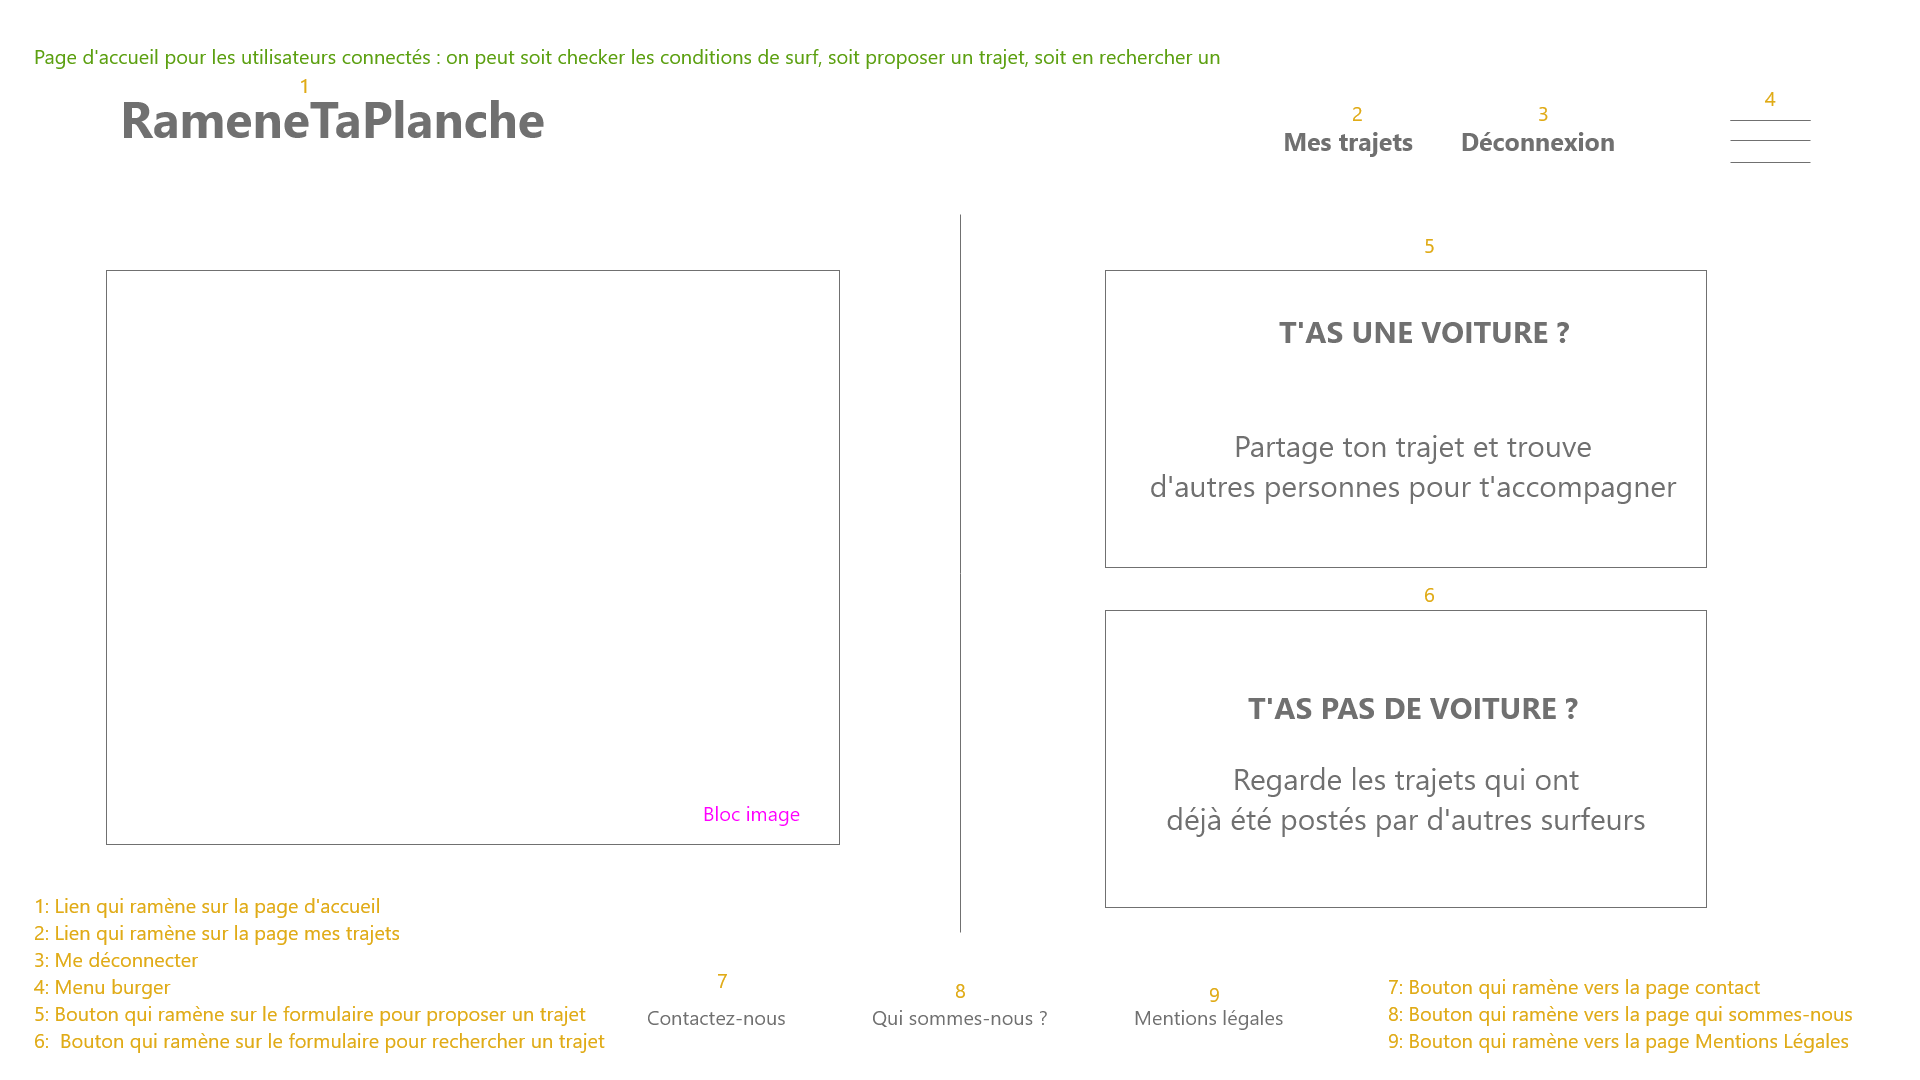 Page d'accueil pour les utilisateurs connectés : on peut soit checker les conditions de surf, soit proposer un trajet, soit en rechercher un
1
RameneTaPlanche
2
Mes trajets
3
Déconnexion
4
5
T'AS UNE VOITURE ?
Partage ton trajet et trouve
d'autres personnes pour t'accompagner
6
T'AS PAS DE VOITURE ?
Regarde les trajets qui ont
déjà été postés par d'autres surfeurs
Bloc image
1: Lien qui ramène sur la page d'accueil
2: Lien qui ramène sur la page mes trajets
3: Me déconnecter
4: Menu burger
5: Bouton qui ramène sur le formulaire pour proposer un trajet
6:  Bouton qui ramène sur le formulaire pour rechercher un trajet
7
Contactez-nous
8
Qui sommes-nous ?
9
Mentions légales
7: Bouton qui ramène vers la page contact
8: Bouton qui ramène vers la page qui sommes-nous
9: Bouton qui ramène vers la page Mentions Légales